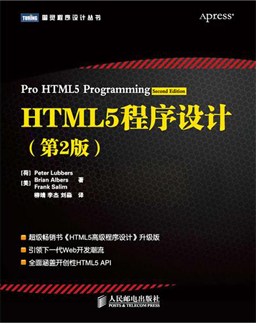 TURING 图灵程序设计丛书 Apress®
Pro HTML5 Programming Second Edition
HTML5程序设计
（第2版）
[荷] Peter Lubbers
[美] Brian Albers 著
Frank Salim
柳靖 李杰 刘淼 译
超级畅销书《HTML5高级程序设计》升级版
引领下一代Web开发潮流
全面涵盖开创性HTML5 API
人民邮电出版社
POSTS & TELECOM PRESS